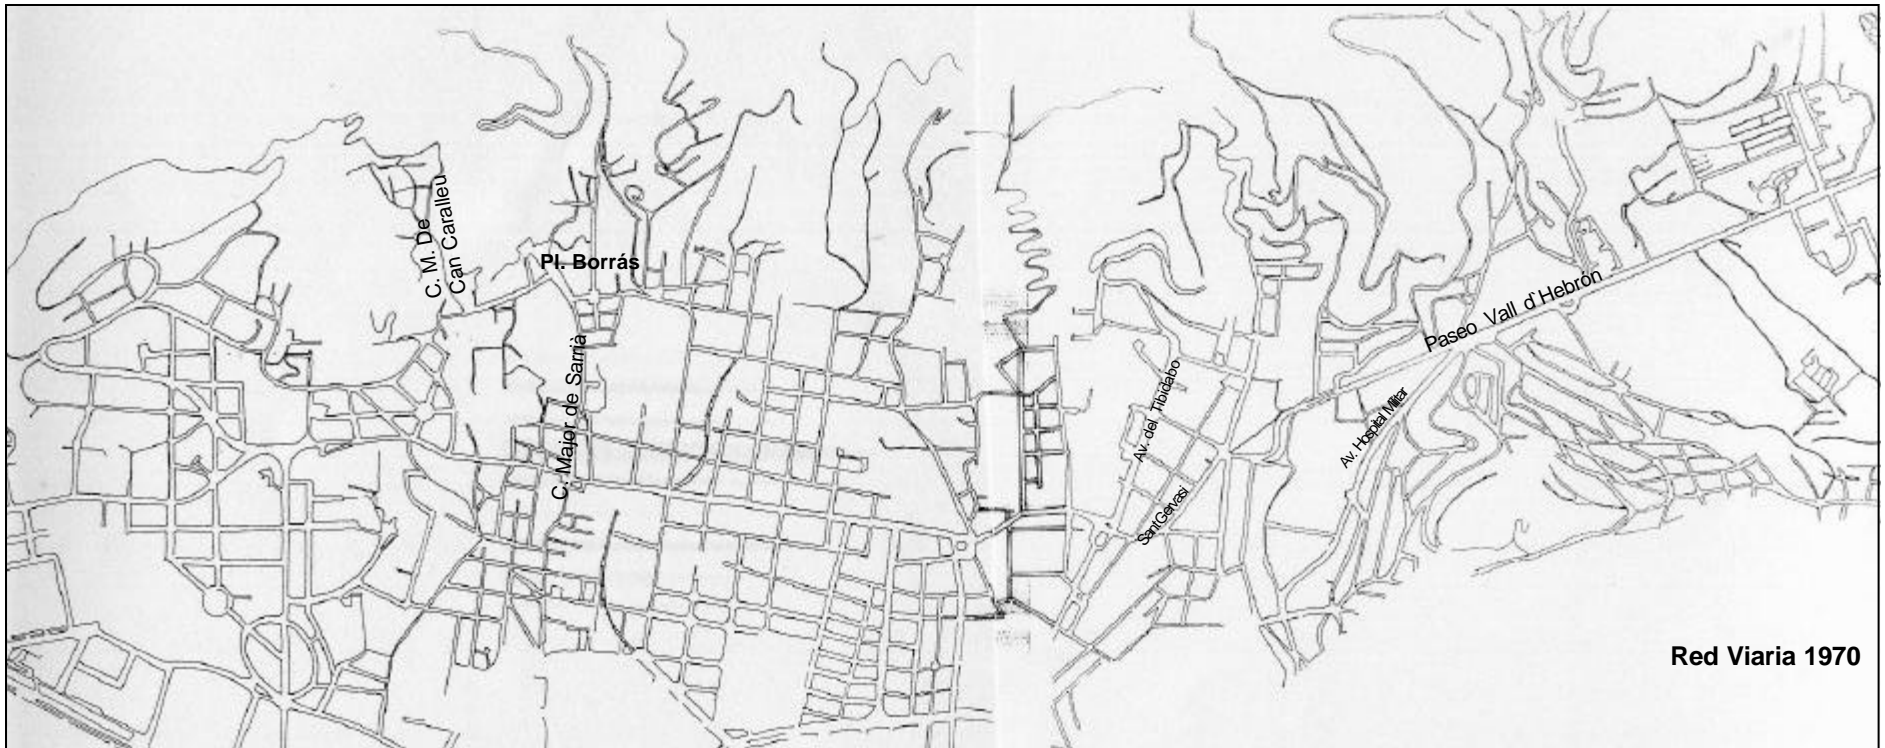 C. M. De
Can Caralleu
Pl. Borrás
C. Major de Sarrià
Av. del Tibidabo
Sant Gervasi
Av. Hospital Militar
Paseo Vall d`Hebrón
Red Viaria 1970